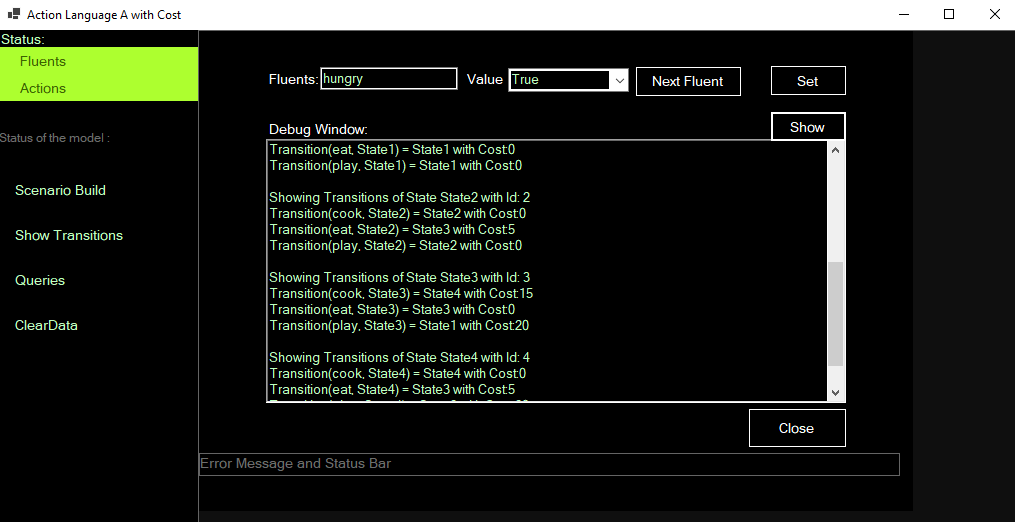 Action Language A with Cost
Status:
Fluents
Actions
Status of the model :
Scenario Build
Show Transitions
Queries
ClearData
Fluents: hungry Value True Next Fluent Set
Debug Window: Show
Transition(eat, State1) = State1 with Cost:0
Transition(play, State1) = State1 with Cost:0
Showing Transitions of State State2 with Id: 2
Transition(cook, State2) = State2 with Cost:0
Transition(eat, State2) = State3 with Cost:5
Transition(play, State2) = State2 with Cost:0
Showing Transitions of State State3 with Id: 3
Transition(cook, State3) = State4 with Cost:15
Transition(eat, State3) = State3 with Cost:0
Transition(play, State3) = State1 with Cost:20
Showing Transitions of State State4 with Id: 4
Transition(cook, State4) = State4 with Cost:0
Transition(eat, State4) = State3 with Cost:5
Close
Error Message and Status Bar